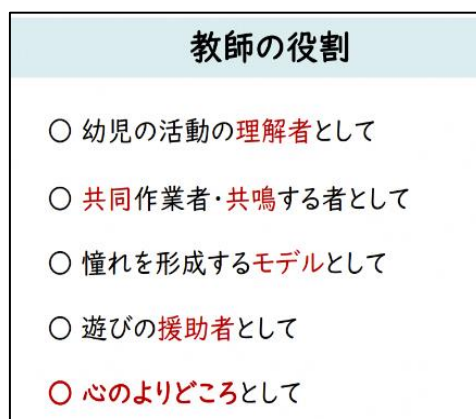 教師の役割
○ 幼児の活動の理解者として
○ 共同作業者・共鳴する者として
○ 憧れを形成するモデルとして
○ 遊びの援助者として
○ 心のよりどころとして